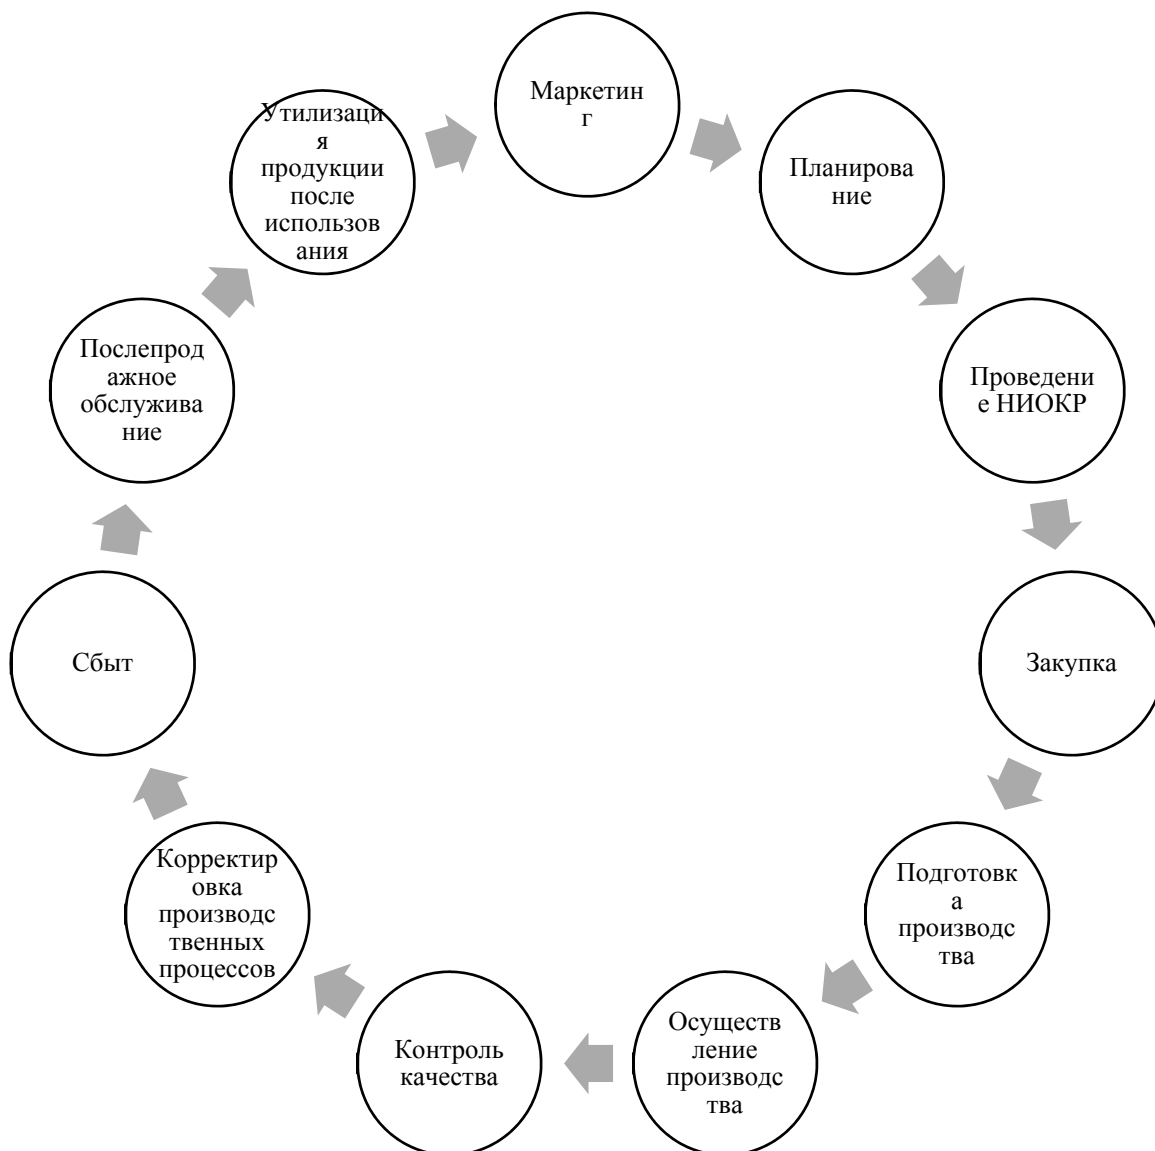 Маркетин
г
Планирова
ние
Проведени
е НИОКР
Закупка
Подготовк
а
производс
тва
Осуществ
ление
производс
тва
Контроль
качества
Корректир
овка
производс
твенных
процессов
Сбыт
Послепрод
ажное
обслужива
ние
Утилизаци
я
продукции
после
использов
ания